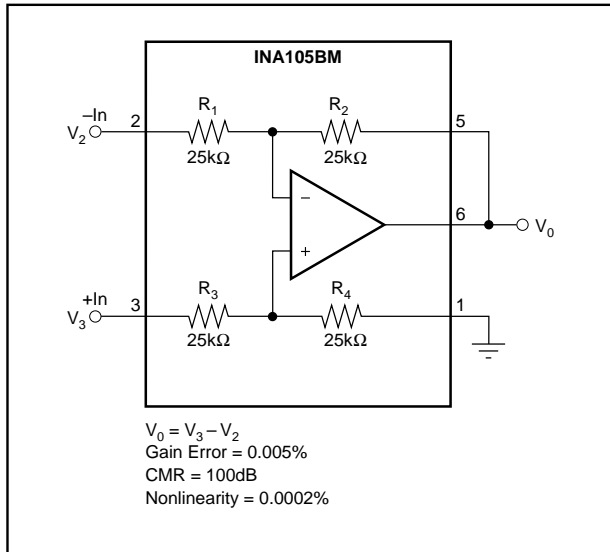 INA105BM
–In
2
R₁
R₂
5
V₂
25kΩ
25kΩ
–
6
V₀
+
+In
3
R₃
R₄
1
V₃
25kΩ
25kΩ
V₀ = V₃ – V₂
Gain Error = 0.005%
CMR = 100dB
Nonlinearity = 0.0002%